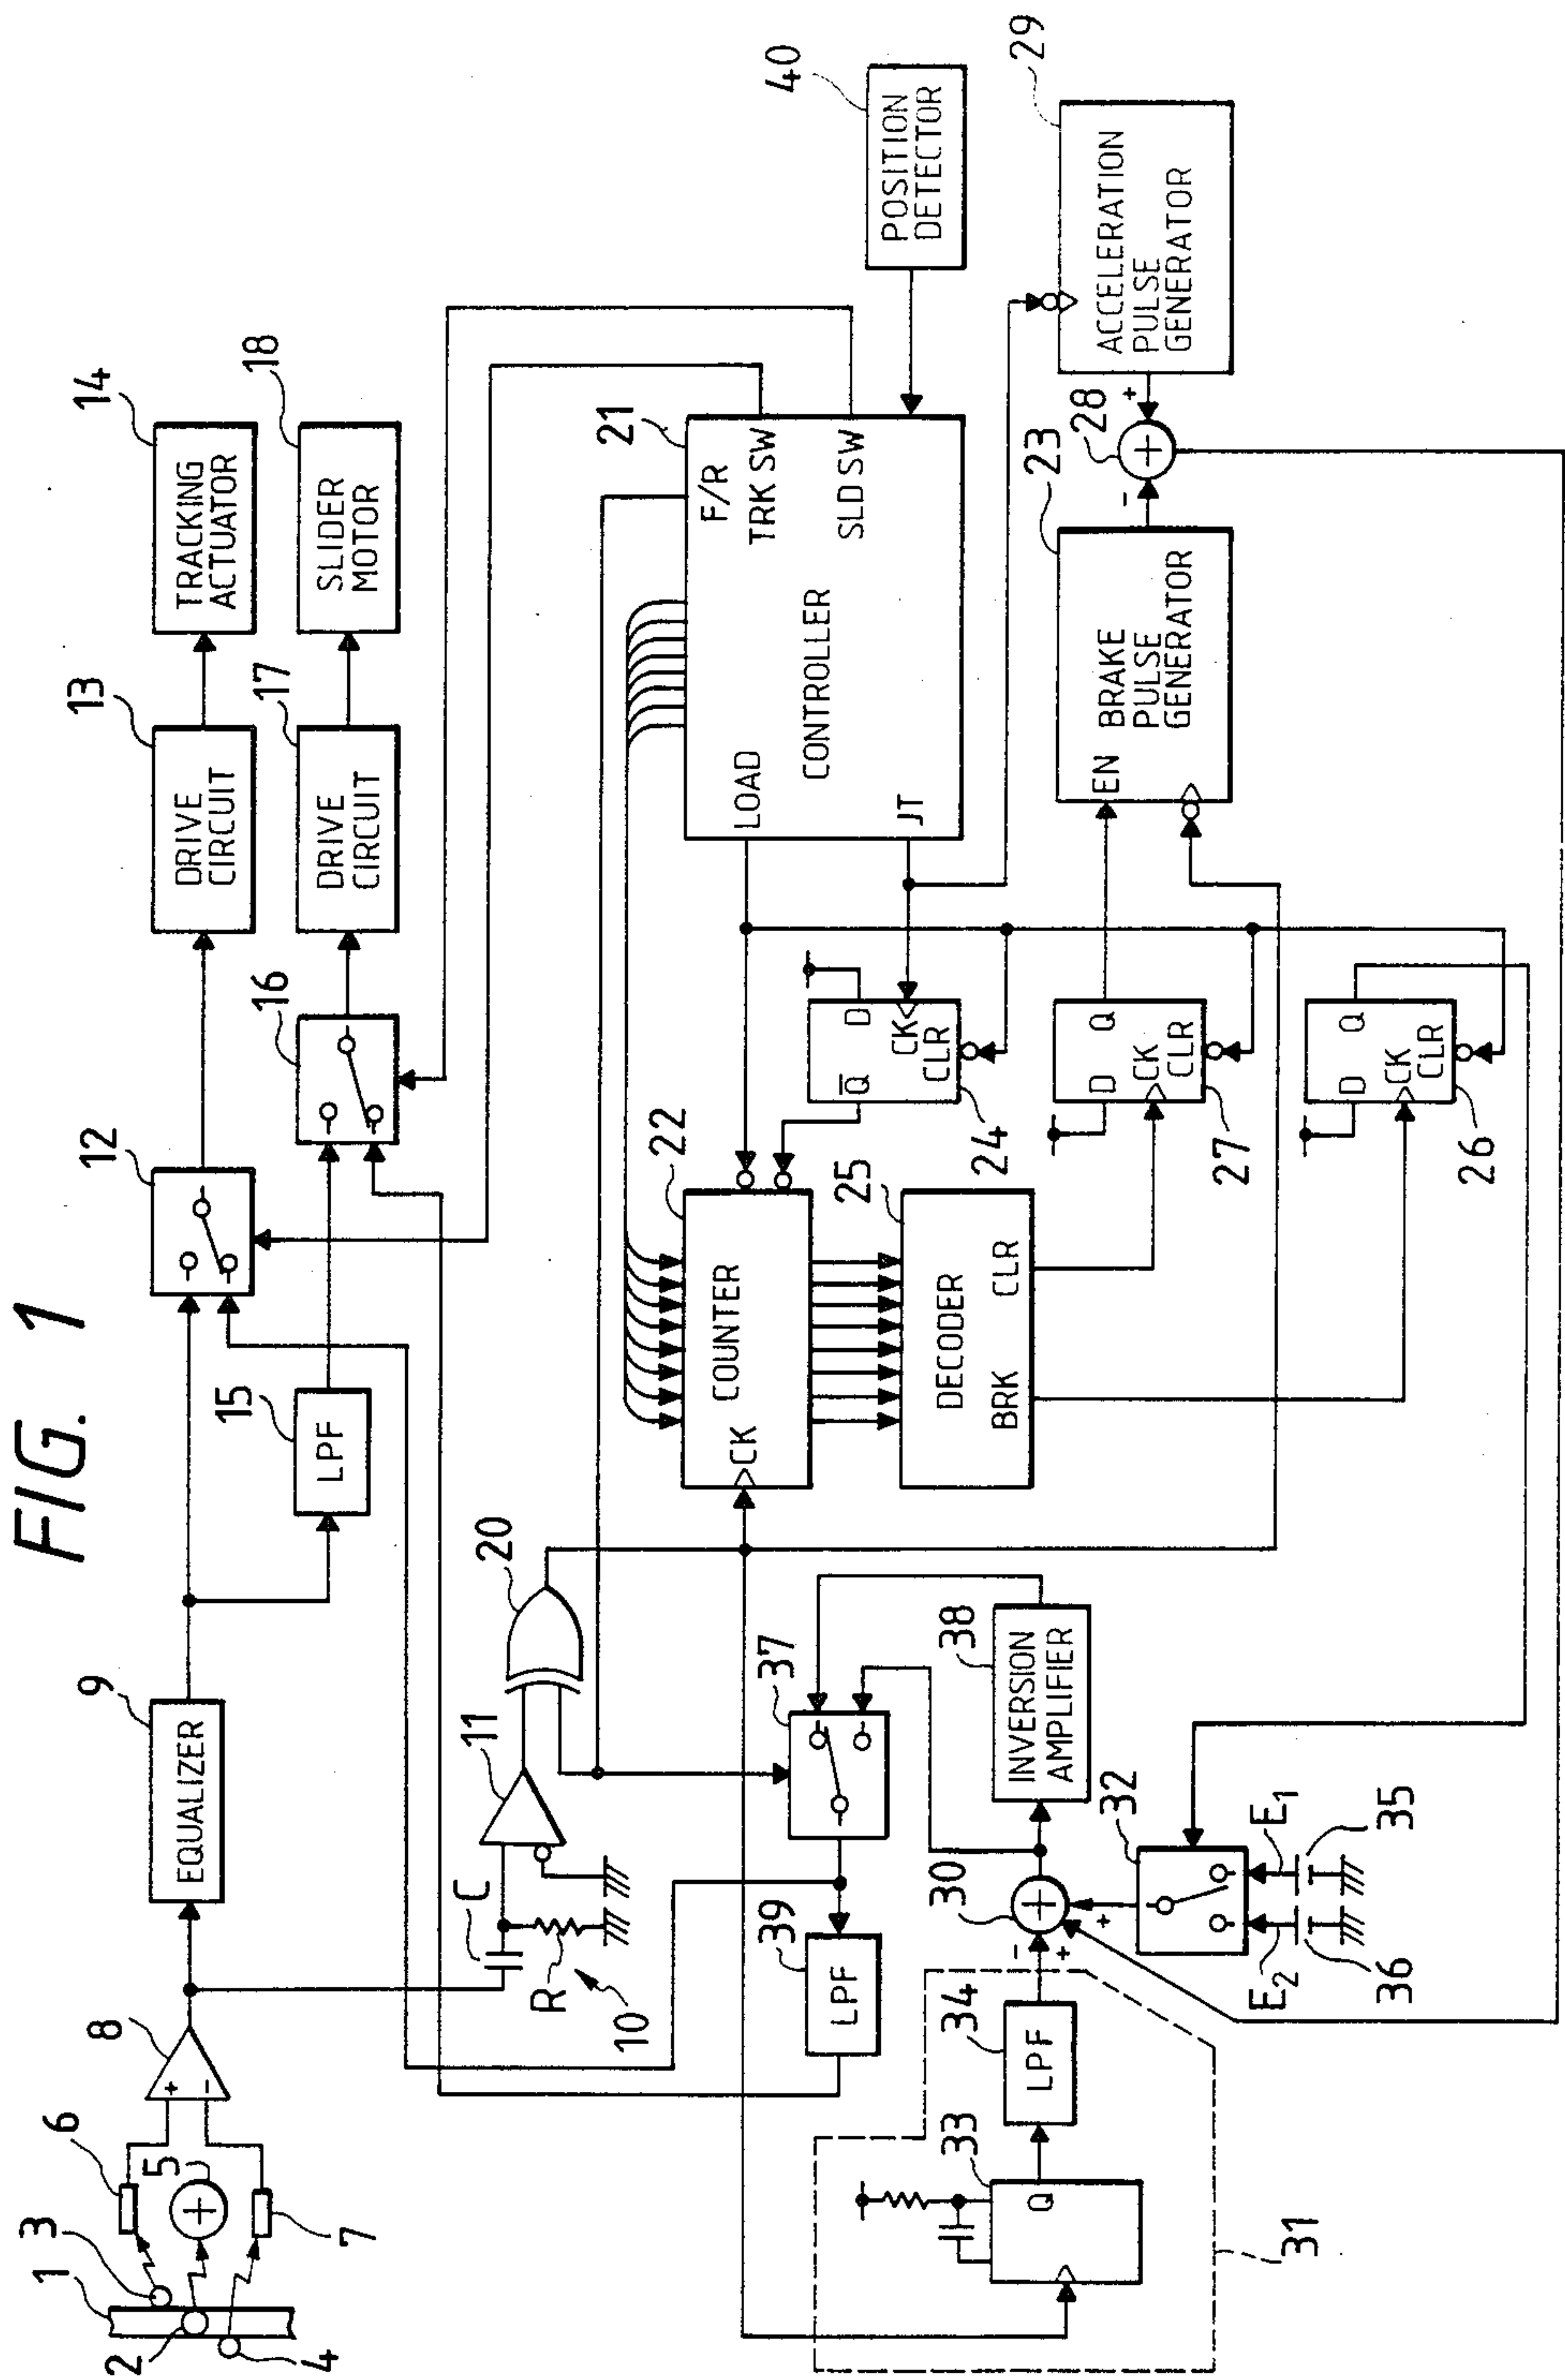 FIG. 1
1
2
3
4
5
6
7
8
+
-
9
EQUALIZER
12
13
DRIVE
CIRCUIT
14
TRACKING
ACTUATOR
15
LPF
16
17
DRIVE
CIRCUIT
18
SLIDER
MOTOR
C
R
10
11
20
21
F/R
TRK SW
SLD SW
LOAD
CONTROLLER
JT
40
POSITION
DETECTOR
22
CK
COUNTER
25
DECODER
BRK
CLR
D
Q̅
CK
CLR
24
D
Q
CK
CLR
27
D
Q
CK
CLR
26
23
EN
BRAKE
PULSE
GENERATOR
-
28
+
29
ACCELERATION
PULSE
GENERATOR
37
38
INVERSION
AMPLIFIER
39
LPF
30
-
+
+
32
E1
35
E2
36
34
LPF
33
Q
31